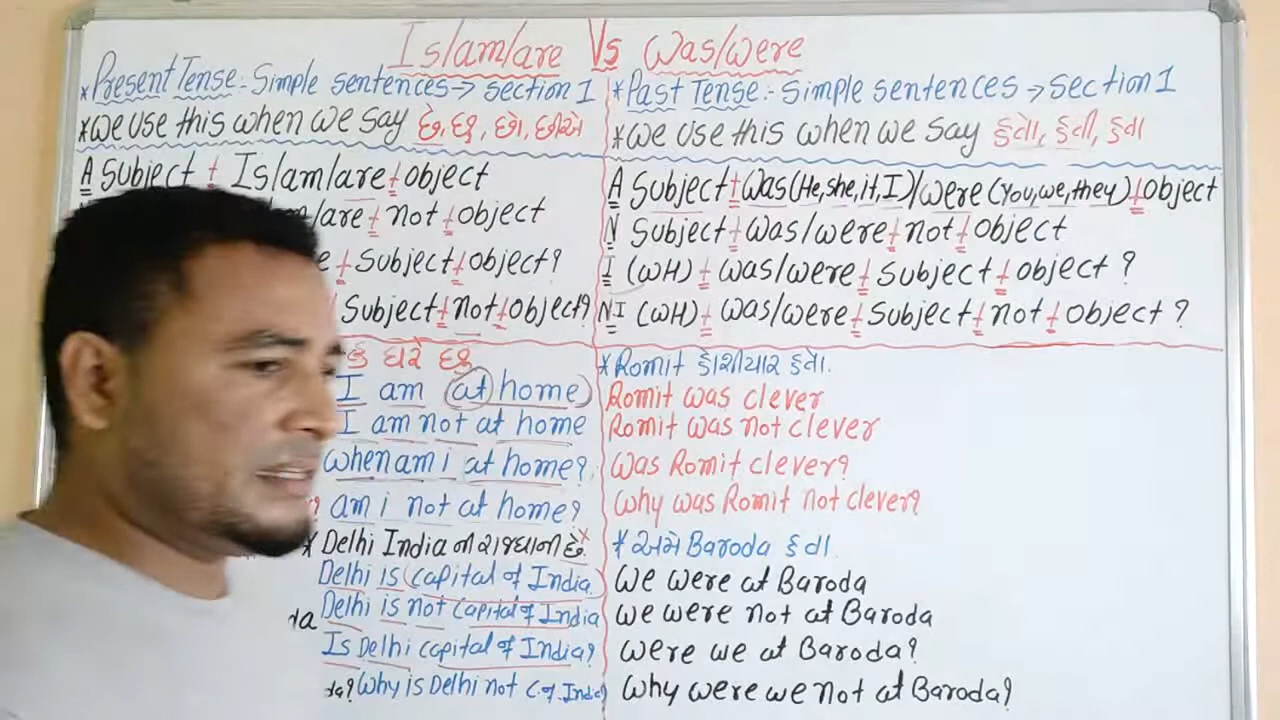 Is/am/are Vs Was/were
*Present Tense:- Simple sentences→ section 1
*we use this when we say છે, છું, છો, છીએ
A Subject + Is/am/are + object
/are + not + object
e + Subject + object?
Subject + not + object?
ઘરે છું
I am (at home)
I am not at home
when am i at home?
am i not at home?
* Delhi India ની રાજધાની છે. x
Delhi is (capital of India.)
Delhi is not capital of India
Is Delhi capital of India?
Why is Delhi not C. of. India
*Past Tense:- Simple sentences → section 1
*we use this when we say હતો, હતી, હતા
A Subject + was (He, she, it, I) / were (You, we, they) + object
N Subject + was/were + not + object
I (WH) + was/were + subject + object ?
NI (WH) + was/were + Subject + not + object ?
*Romit હોશીયાર હતો.
Romit was clever
Romit was not clever
Was Romit clever?
Why was Romit not clever?
* અમે Baroda હતા.
we were at Baroda
we were not at Baroda
were we at Baroda?
Why were we not at Baroda?